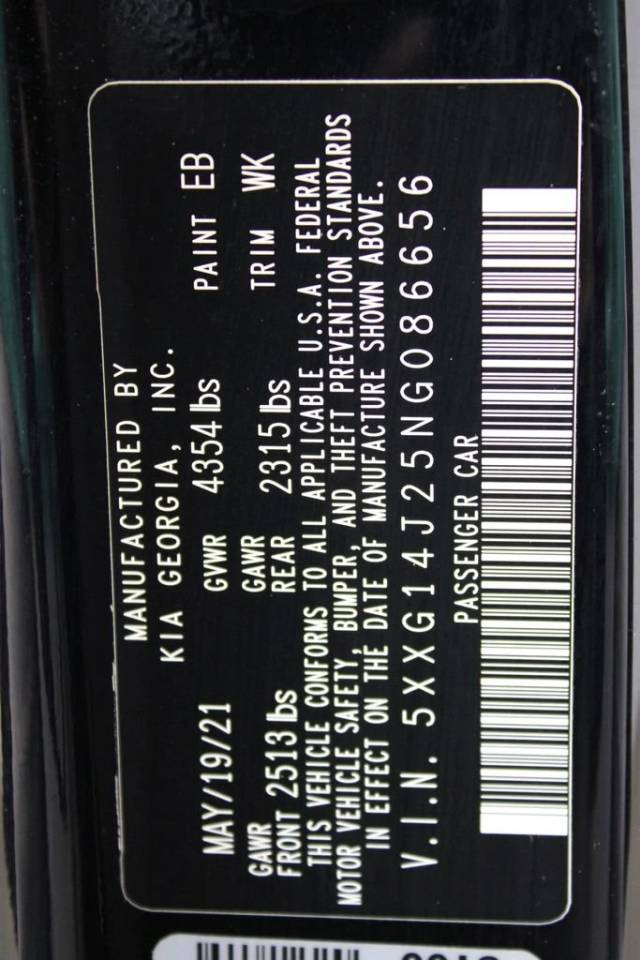 MANUFACTURED BY
KIA GEORGIA, INC.
MAY/19/21 GVWR 4354 lbs PAINT EB
GAWR GAWR
FRONT 2513 lbs REAR 2315 lbs TRIM WK
THIS VEHICLE CONFORMS TO ALL APPLICABLE U.S.A. FEDERAL
MOTOR VEHICLE SAFETY, BUMPER, AND THEFT PREVENTION STANDARDS
IN EFFECT ON THE DATE OF MANUFACTURE SHOWN ABOVE.
V.I.N. 5XXG14J25NG086656
PASSENGER CAR